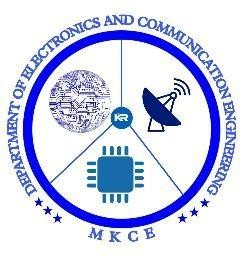 DEPARTMENT OF ELECTRONICS AND COMMUNICATION ENGINEERING
KR
MKCE